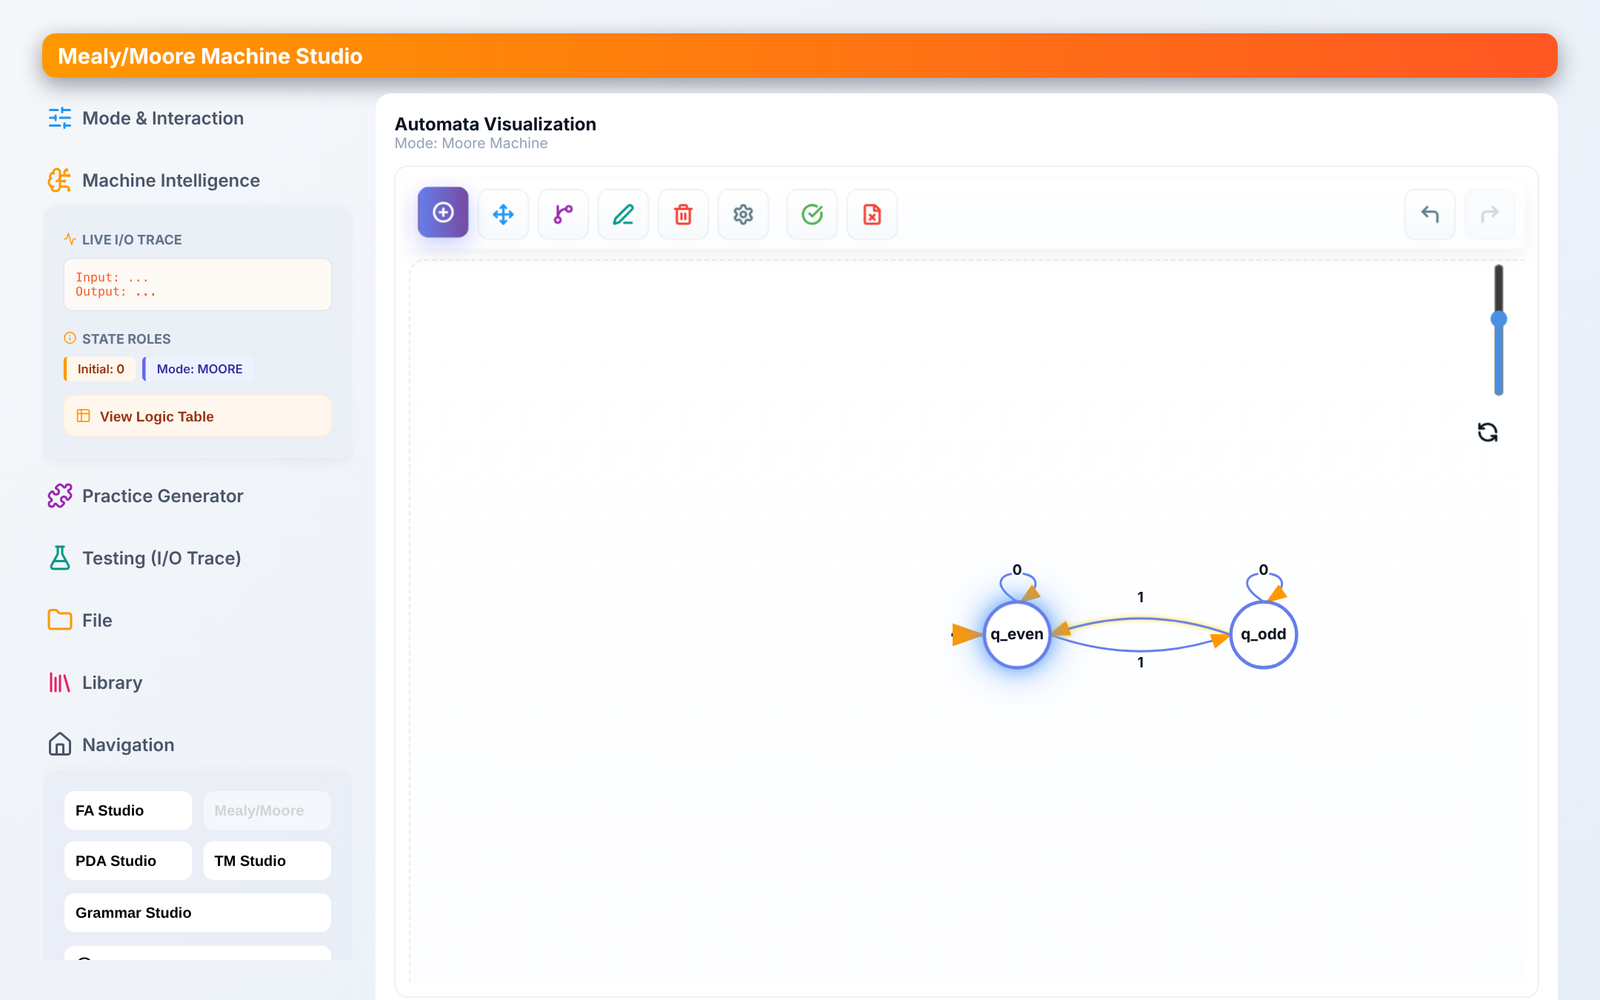 Mealy/Moore Machine Studio
Mode & Interaction
Machine Intelligence
LIVE I/O TRACE
Input: ...
Output: ...
STATE ROLES
Initial: 0
Mode: MOORE
View Logic Table
Practice Generator
Testing (I/O Trace)
File
Library
Navigation
FA Studio
Mealy/Moore
PDA Studio
TM Studio
Grammar Studio
Automata Visualization
Mode: Moore Machine
0
0
1
q_even
q_odd
1